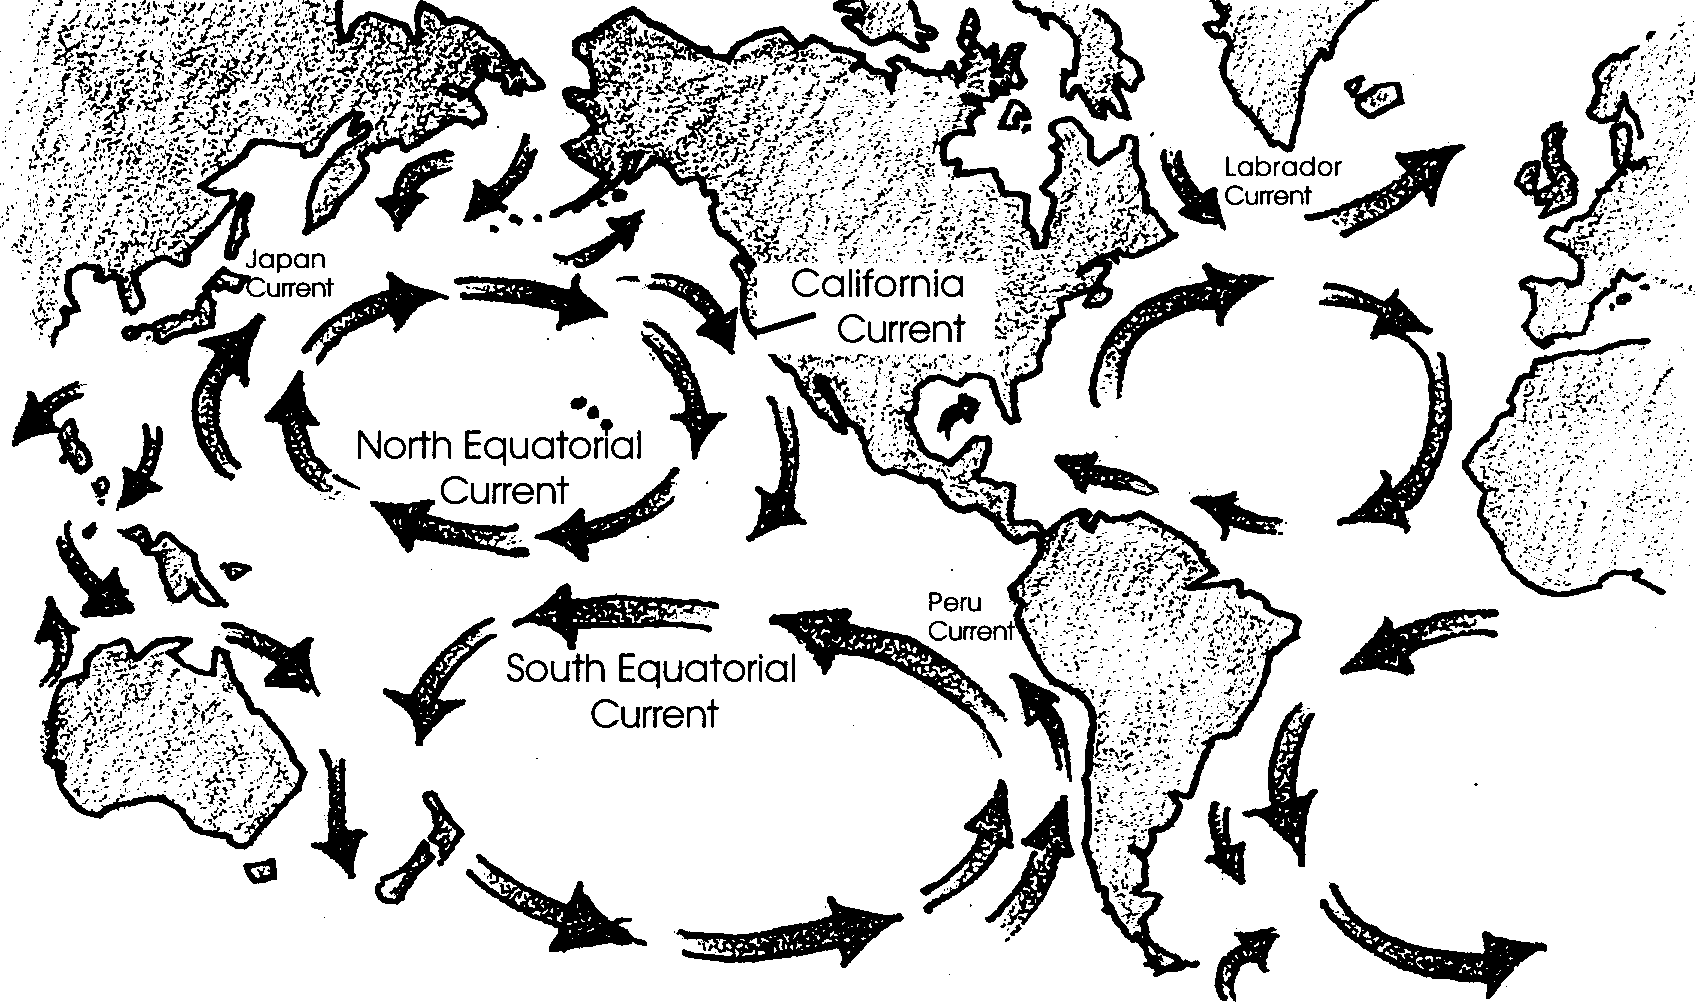 Labrador
Current
Japan
Current
California
Current
North Equatorial
Current
Peru
Current
South Equatorial
Current